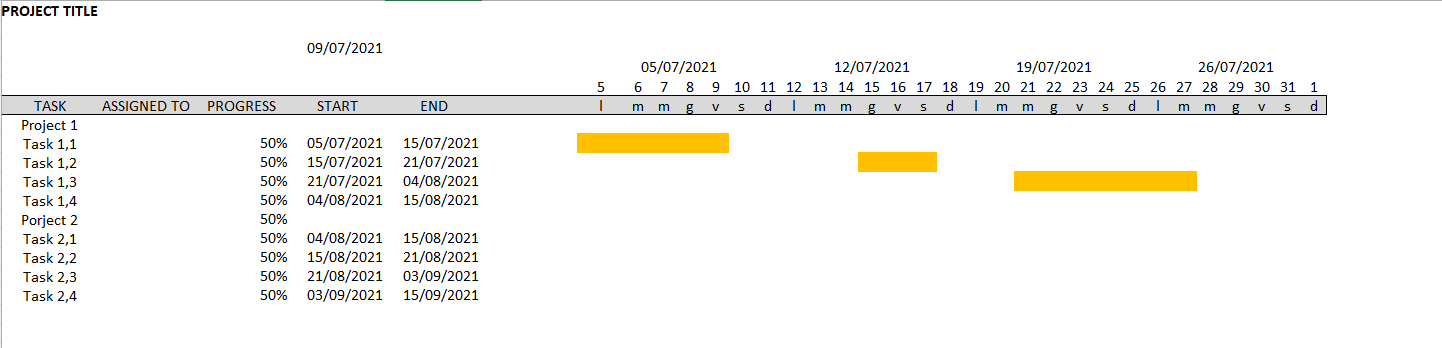 PROJECT TITLE
09/07/2021
05/07/2021 12/07/2021 19/07/2021 26/07/2021
5 6 7 8 9 10 11 12 13 14 15 16 17 18 19 20 21 22 23 24 25 26 27 28 29 30 31 1
TASK ASSIGNED TO PROGRESS START END l m m g v s d l m m g v s d l m m g v s d l m m g v s d
Project 1
Task 1,1 50% 05/07/2021 15/07/2021
Task 1,2 50% 15/07/2021 21/07/2021
Task 1,3 50% 21/07/2021 04/08/2021
Task 1,4 50% 04/08/2021 15/08/2021
Porject 2 50%
Task 2,1 50% 04/08/2021 15/08/2021
Task 2,2 50% 15/08/2021 21/08/2021
Task 2,3 50% 21/08/2021 03/09/2021
Task 2,4 50% 03/09/2021 15/09/2021